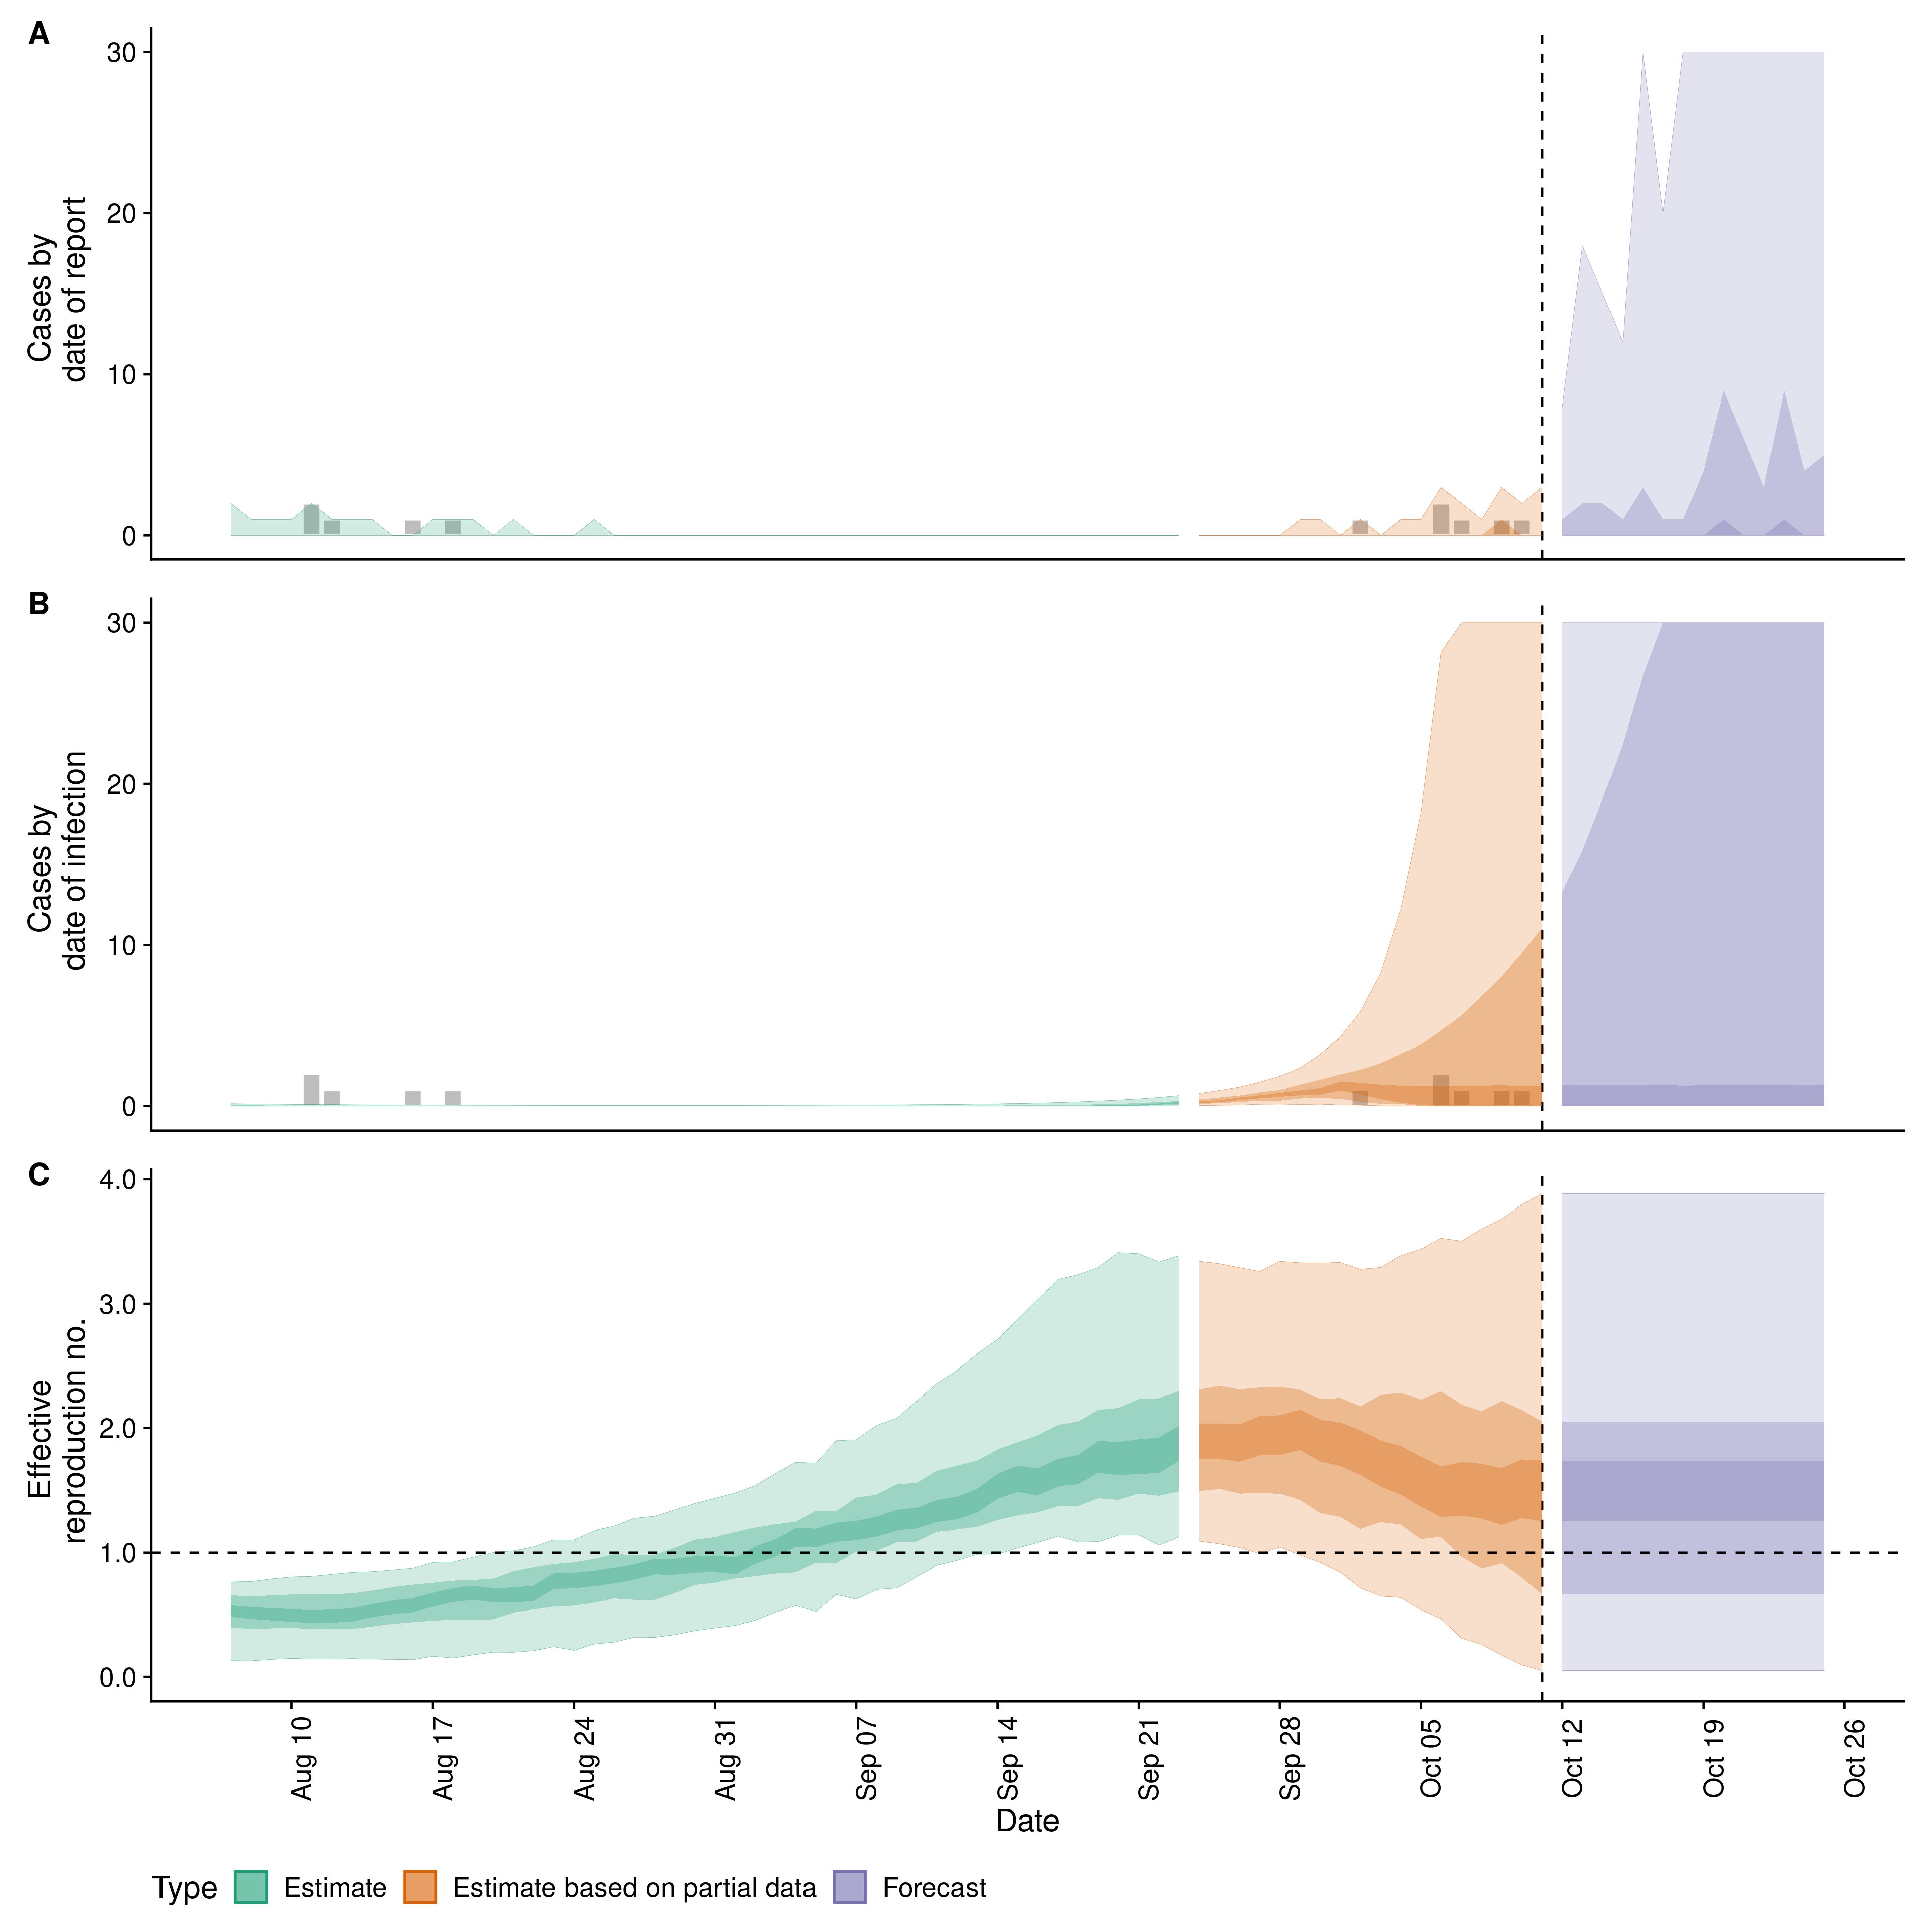 A
30
20
10
0
Cases by
date of report
B
30
20
10
0
Cases by
date of infection
C
4.0
3.0
2.0
1.0
0.0
Effective
reproduction no.
Aug 10
Aug 17
Aug 24
Aug 31
Sep 07
Sep 14
Sep 21
Sep 28
Oct 05
Oct 12
Oct 19
Oct 26
Date
Type Estimate Estimate based on partial data Forecast